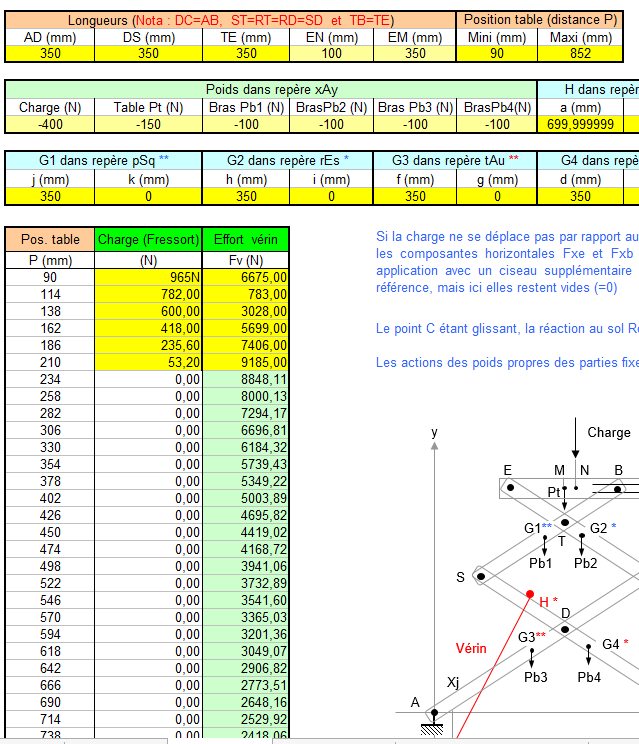 Longueurs (Nota : DC=AB, ST=RT=RD=SD et TB=TE) Position table (distance P)
AD (mm) DS (mm) TE (mm) EN (mm) EM (mm) Mini (mm) Maxi (mm)
350 350 350 100 350 90 852
Poids dans repère xAy H dans repèr
Charge (N) Table Pt (N) Bras Pb1 (N) BrasPb2 (N) Bras Pb3 (N) BrasPb4(N) a (mm)
-400 -150 -100 -100 -100 -100 699,999999
G1 dans repère pSq ** G2 dans repère rEs * G3 dans repère tAu ** G4 dans repè
j (mm) k (mm) h (mm) i (mm) f (mm) g (mm) d (mm)
350 0 350 0 350 0 350
Pos. table Charge (Fressort) Effort vérin
P (mm) (N) Fv (N)
90 965N 6675,00
114 782,00 783,00
138 600,00 3028,00
162 418,00 5699,00
186 235,60 7406,00
210 53,20 9185,00
234 0,00 8848,11
258 0,00 8000,13
282 0,00 7294,17
306 0,00 6696,81
330 0,00 6184,32
354 0,00 5739,43
378 0,00 5349,22
402 0,00 5003,89
426 0,00 4695,82
450 0,00 4419,02
474 0,00 4168,72
498 0,00 3941,06
522 0,00 3732,89
546 0,00 3541,60
570 0,00 3365,03
594 0,00 3201,36
618 0,00 3049,07
642 0,00 2906,82
666 0,00 2773,51
690 0,00 2648,16
714 0,00 2529,92
738 0,00 2418,06
Si la charge ne se déplace pas par rapport au
les composantes horizontales Fxe et Fxb
application avec un ciseau supplémentaire
référence, mais ici elles restent vides (=0)
Le point C étant glissant, la réaction au sol Re
Les actions des poids propres des parties fixe
y
Charge
E M N B
Pt
G1** G2 *
T
Pb1 Pb2
S
H *
D
G3** G4 *
Vérin
Pb3 Pb4
Xj
A